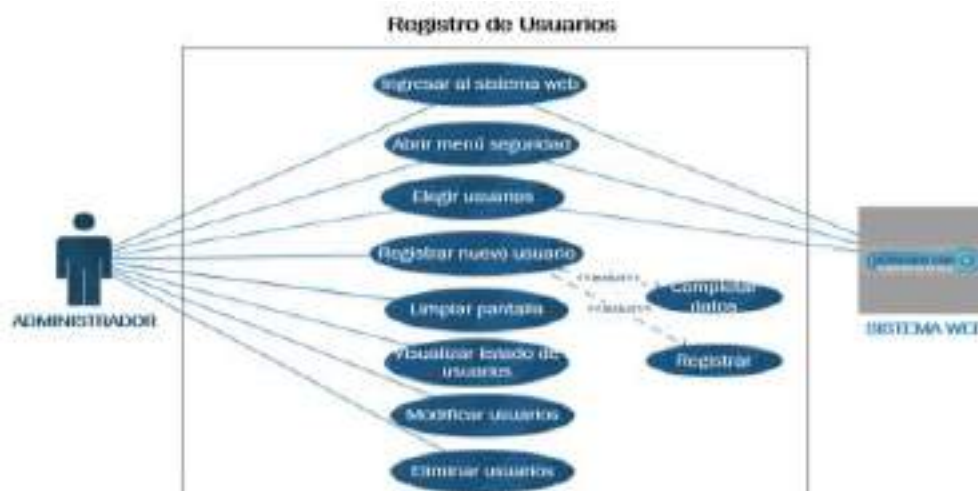 Registro de Usuarios
Ingresar al sistema web
Abrir menú seguridad
Elegir usuarios
Registrar nuevo usuario
Completar
datos
Limpiar pantalla
Visualizar listado de
usuarios
Registrar
Modificar usuarios
Eliminar usuarios
ADMINISTRADOR
SISTEMA WEB